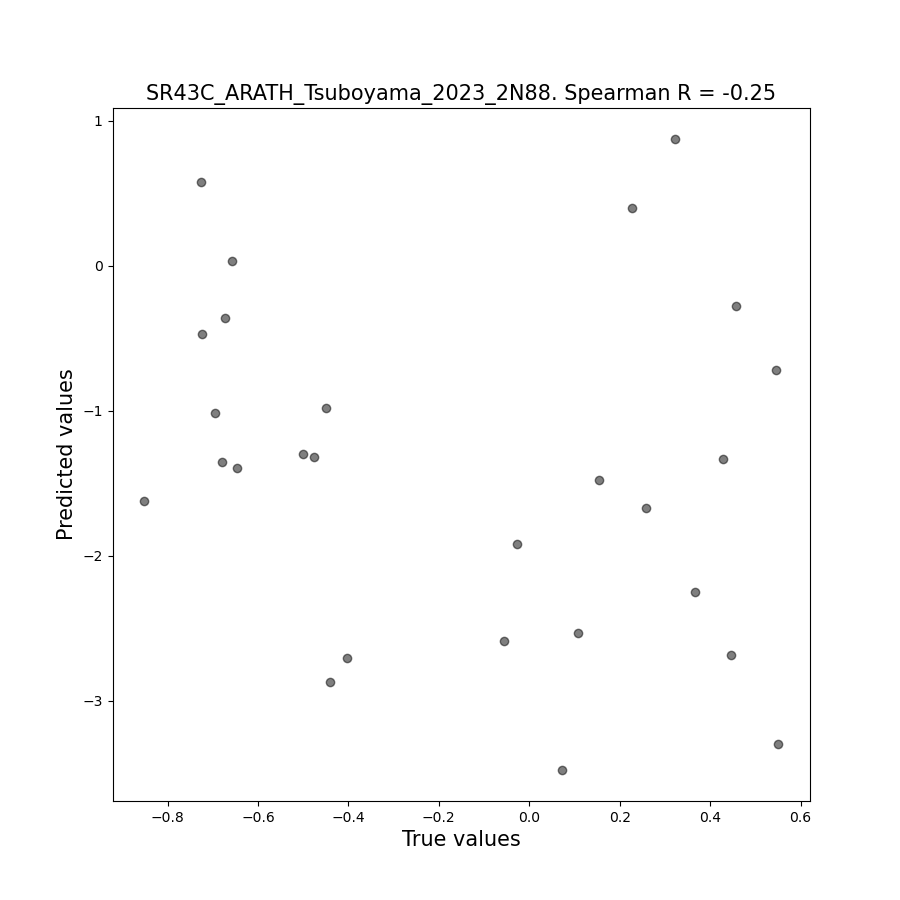 SR43C_ARATH_Tsuboyama_2023_2N88. Spearman R = -0.25
1
0
−1
−2
−3
Predicted values
−0.8 −0.6 −0.4 −0.2 0.0 0.2 0.4 0.6
True values